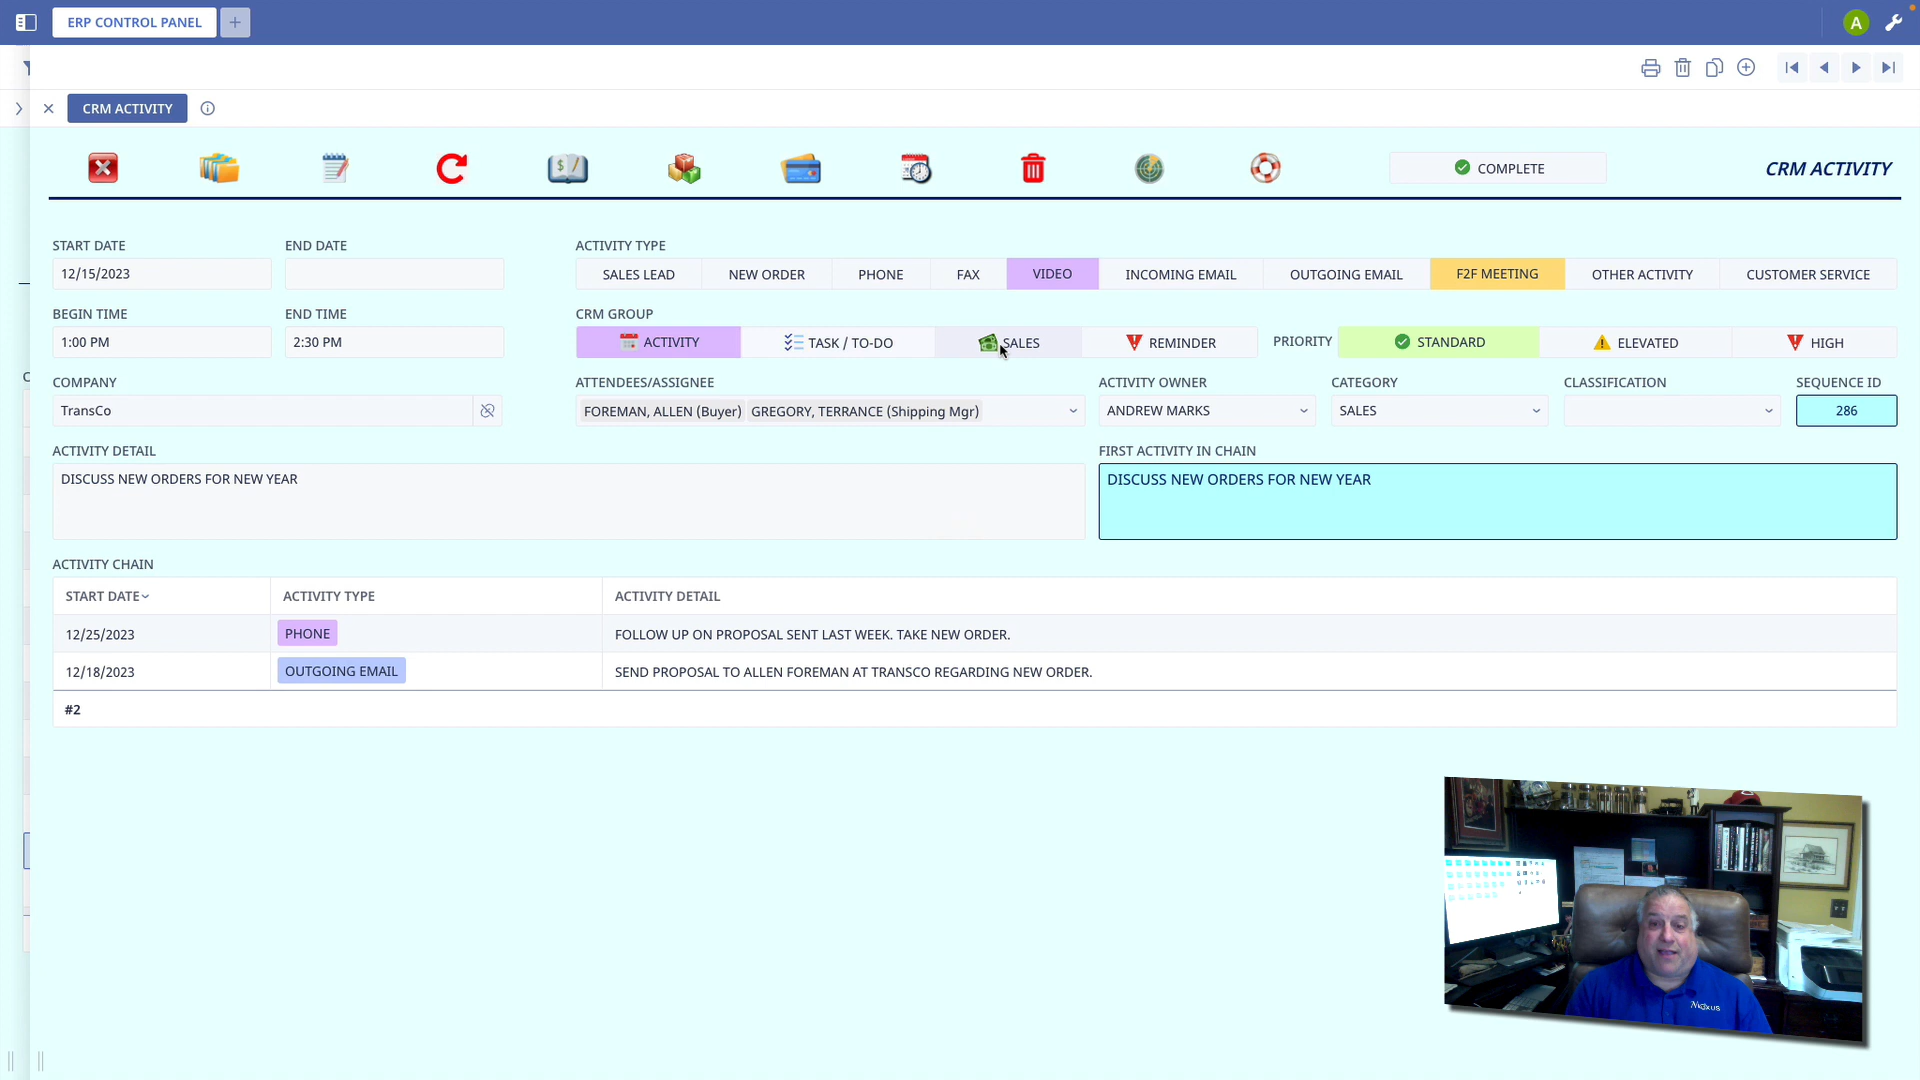 ERP CONTROL PANEL
A
CRM ACTIVITY
COMPLETE
CRM ACTIVITY
START DATE
END DATE
ACTIVITY TYPE
12/15/2023
SALES LEAD
NEW ORDER
PHONE
FAX
VIDEO
INCOMING EMAIL
OUTGOING EMAIL
F2F MEETING
OTHER ACTIVITY
CUSTOMER SERVICE
BEGIN TIME
END TIME
CRM GROUP
1:00 PM
2:30 PM
ACTIVITY
TASK / TO-DO
SALES
REMINDER
PRIORITY
STANDARD
ELEVATED
HIGH
COMPANY
ATTENDEES/ASSIGNEE
ACTIVITY OWNER
CATEGORY
CLASSIFICATION
SEQUENCE ID
TransCo
FOREMAN, ALLEN (Buyer) GREGORY, TERRANCE (Shipping Mgr)
ANDREW MARKS
SALES
286
ACTIVITY DETAIL
FIRST ACTIVITY IN CHAIN
DISCUSS NEW ORDERS FOR NEW YEAR
DISCUSS NEW ORDERS FOR NEW YEAR
ACTIVITY CHAIN
START DATE
ACTIVITY TYPE
ACTIVITY DETAIL
12/25/2023
PHONE
FOLLOW UP ON PROPOSAL SENT LAST WEEK. TAKE NEW ORDER.
12/18/2023
OUTGOING EMAIL
SEND PROPOSAL TO ALLEN FOREMAN AT TRANSCO REGARDING NEW ORDER.
#2